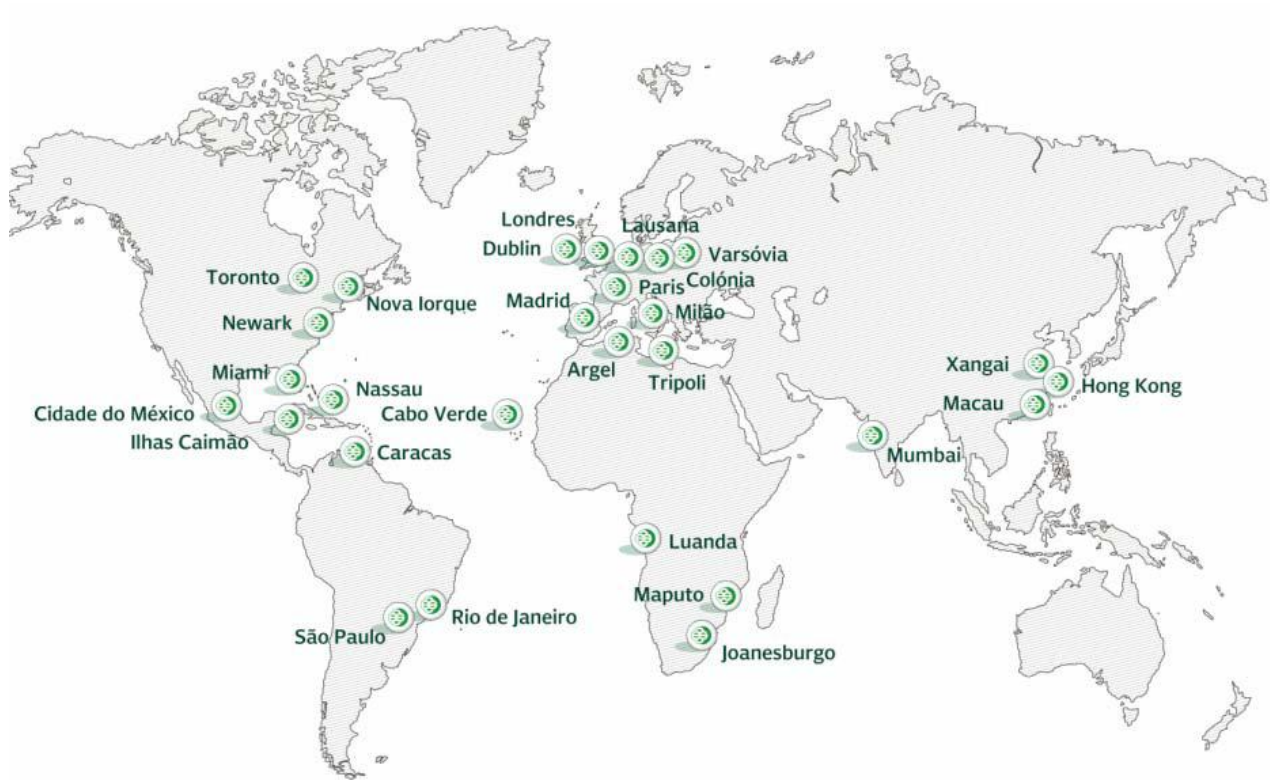 Londres
Lausana
Dublin
Varsóvia
Toronto
Colónia
Paris
Nova Iorque
Madrid
Milão
Newark
Xangai
Argel
Miami
Tripoli
Hong Kong
Nassau
Macau
Cidade do México
Cabo Verde
Ilhas Caimão
Caracas
Mumbai
Luanda
Maputo
Rio de Janeiro
São Paulo
Joanesburgo